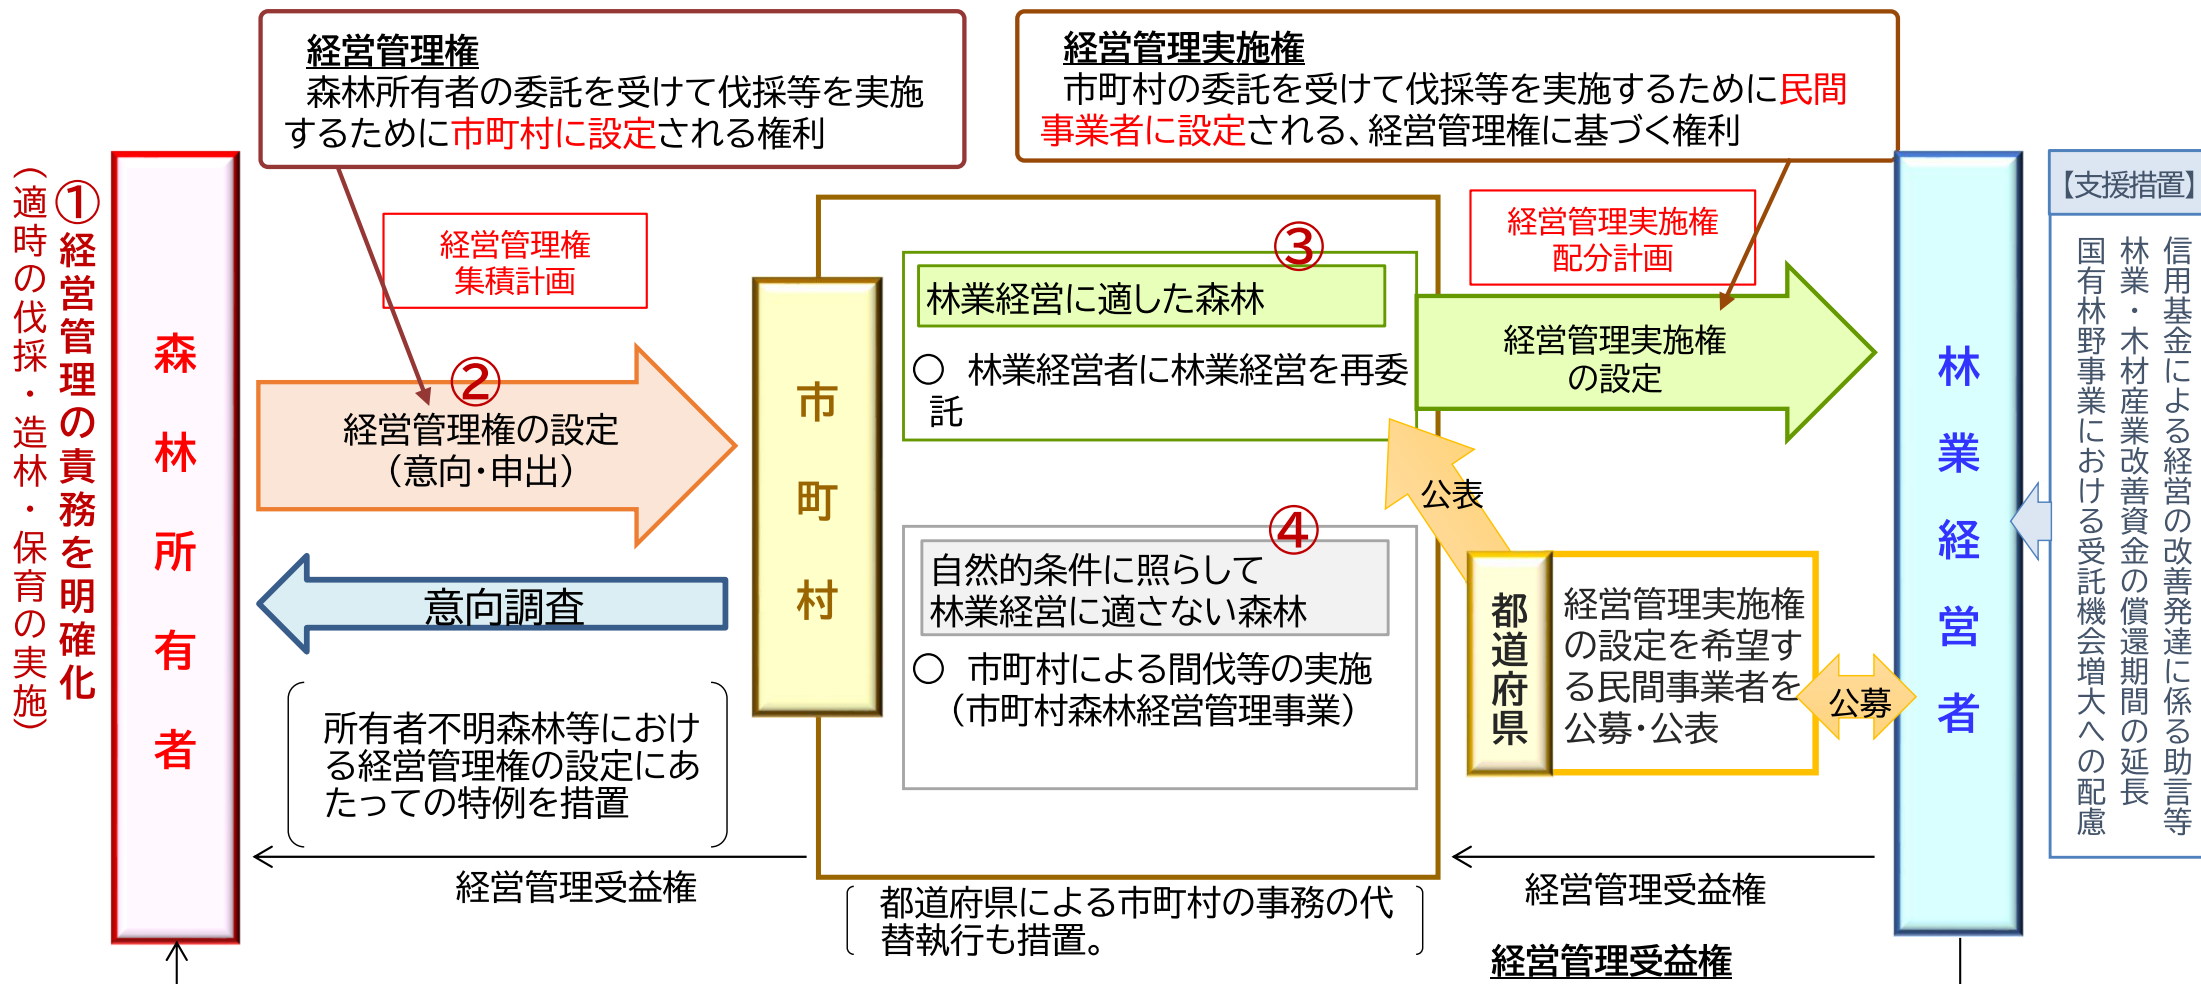 経営管理権
森林所有者の委託を受けて伐採等を実施
するために市町村に設定される権利
経営管理実施権
市町村の委託を受けて伐採等を実施するために民間
事業者に設定される、経営管理権に基づく権利
①経営管理の責務を明確化
（適時の伐採・造林・保育の実施）
森林所有者
経営管理権
集積計画
②
経営管理権の設定
（意向・申出）
意向調査
所有者不明森林等におけ
る経営管理権の設定にあ
たっての特例を措置
経営管理受益権
市町村
③
林業経営に適した森林
〇 林業経営者に林業経営を再委
託
④
自然的条件に照らして
林業経営に適さない森林
〇 市町村による間伐等の実施
（市町村森林経営管理事業）
都道府県による市町村の事務の代
替執行も措置。
経営管理実施権
配分計画
経営管理実施権
の設定
公表
都道府県
経営管理実施権
の設定を希望す
る民間事業者を
公募・公表
公募
経営管理受益権
経営管理受益権
林業経営者
【支援措置】
信用基金による経営の改善発達に係る助言等
林業・木材産業改善資金の償還期間の延長
国有林野事業における受託機会増大への配慮